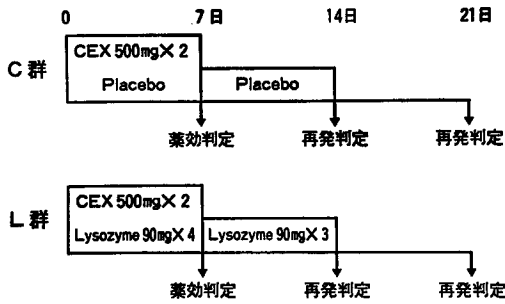 0 7日 14日 21日
C群
CEX 500mg×2
Placebo Placebo
薬効判定 再発判定 再発判定
L群
CEX 500mg×2
Lysozyme 90mg×4 Lysozyme 90mg×3
薬効判定 再発判定 再発判定